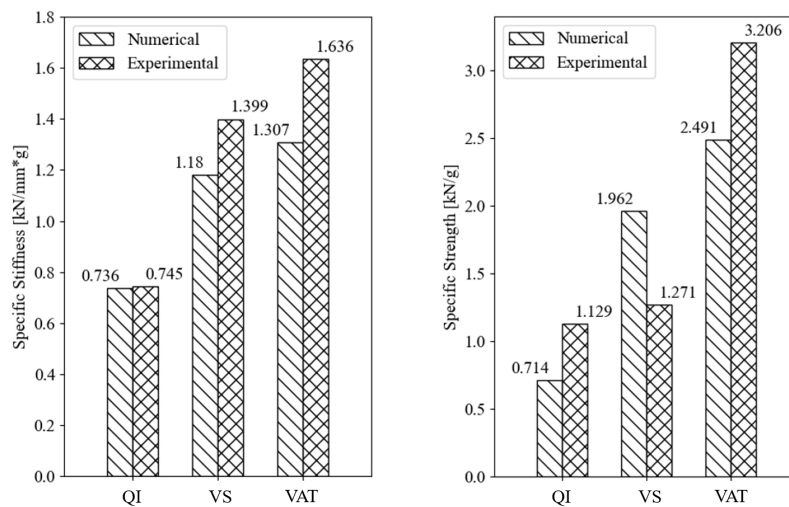 Specific Stiffness [kN/mm*g]
1.8
1.6
1.4
1.2
1.0
0.8
0.6
0.4
0.2
0.0
Numerical
Experimental
0.736
0.745
1.18
1.399
1.307
1.636
QI
VS
VAT
Specific Strength [kN/g]
3.0
2.5
2.0
1.5
1.0
0.5
0.0
Numerical
Experimental
0.714
1.129
1.962
1.271
2.491
3.206
QI
VS
VAT